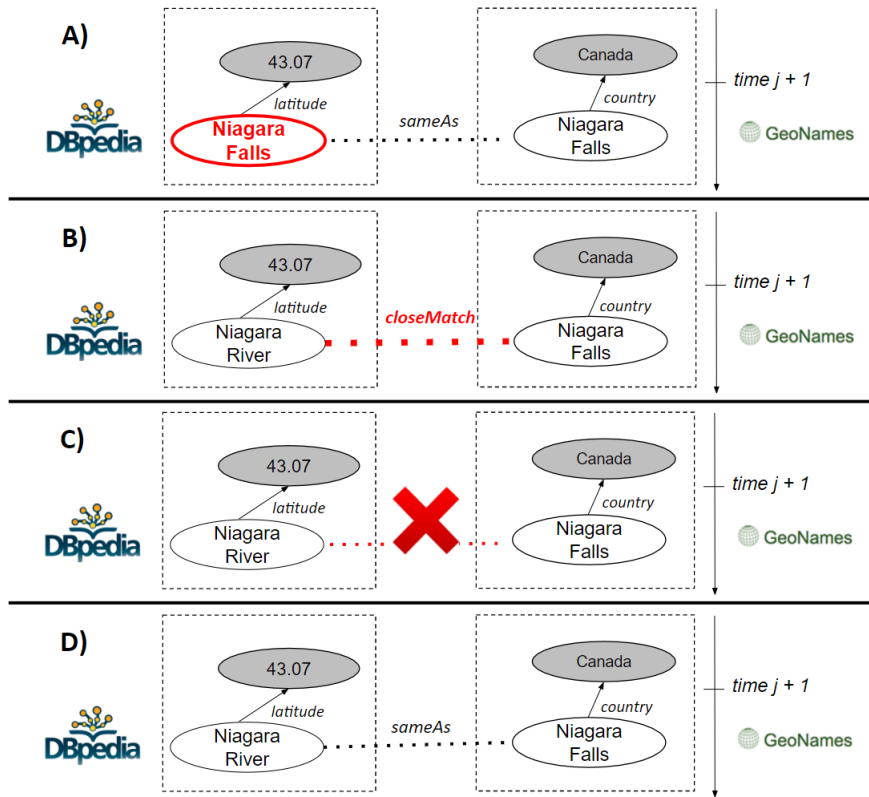 A)
43.07
Canada
time j + 1
latitude
country
sameAs
DBpedia
Niagara
Falls
Niagara
Falls
GeoNames
B)
43.07
Canada
time j + 1
latitude
country
closeMatch
DBpedia
Niagara
River
Niagara
Falls
GeoNames
C)
43.07
Canada
time j + 1
latitude
country
DBpedia
Niagara
River
Niagara
Falls
GeoNames
D)
43.07
Canada
time j + 1
latitude
country
sameAs
DBpedia
Niagara
River
Niagara
Falls
GeoNames